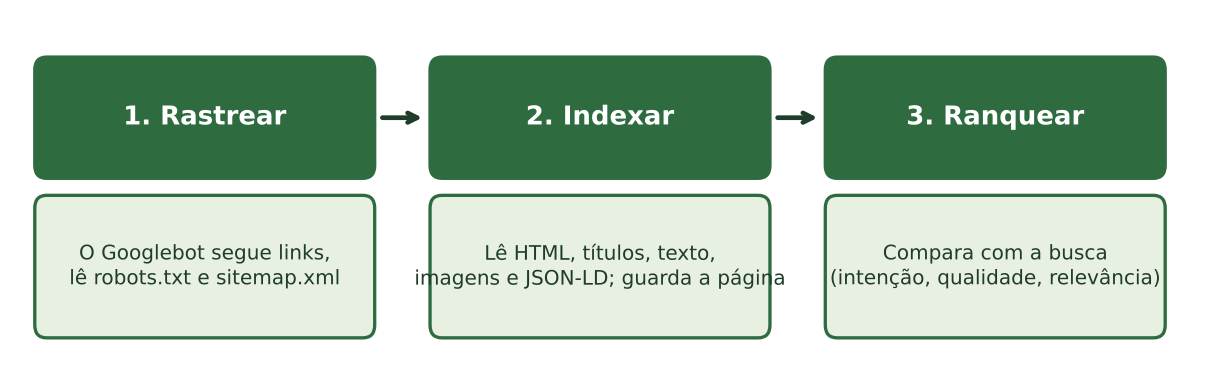 1. Rastrear
2. Indexar
3. Ranquear
O Googlebot segue links,
lê robots.txt e sitemap.xml
Lê HTML, títulos, texto,
imagens e JSON-LD; guarda a página
Compara com a busca
(intenção, qualidade, relevância)